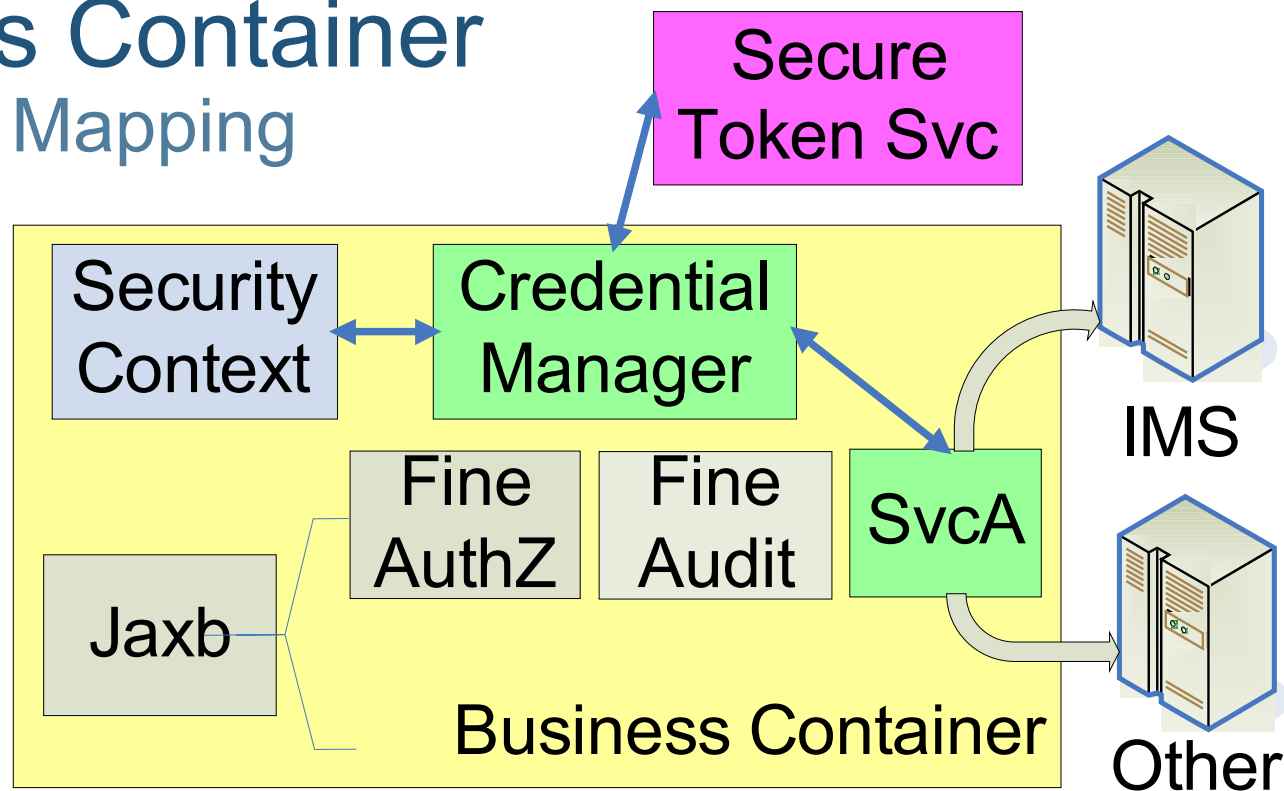 s Container
Mapping
Secure
Token Svc
Security
Context
Credential
Manager
IMS
Fine
AuthZ
Fine
Audit
SvcA
Jaxb
Business Container
Other